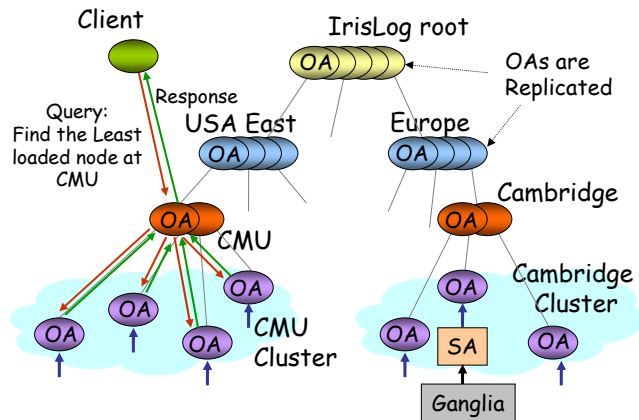 Client
IrisLog root
OA
OAs are
Replicated
Query:
Find the Least
loaded node at
CMU
Response
USA East
OA
Europe
OA
OA
CMU
Cambridge
OA
OA
OA
OA
OA
CMU
Cluster
OA
OA
OA
Cambridge
Cluster
SA
Ganglia